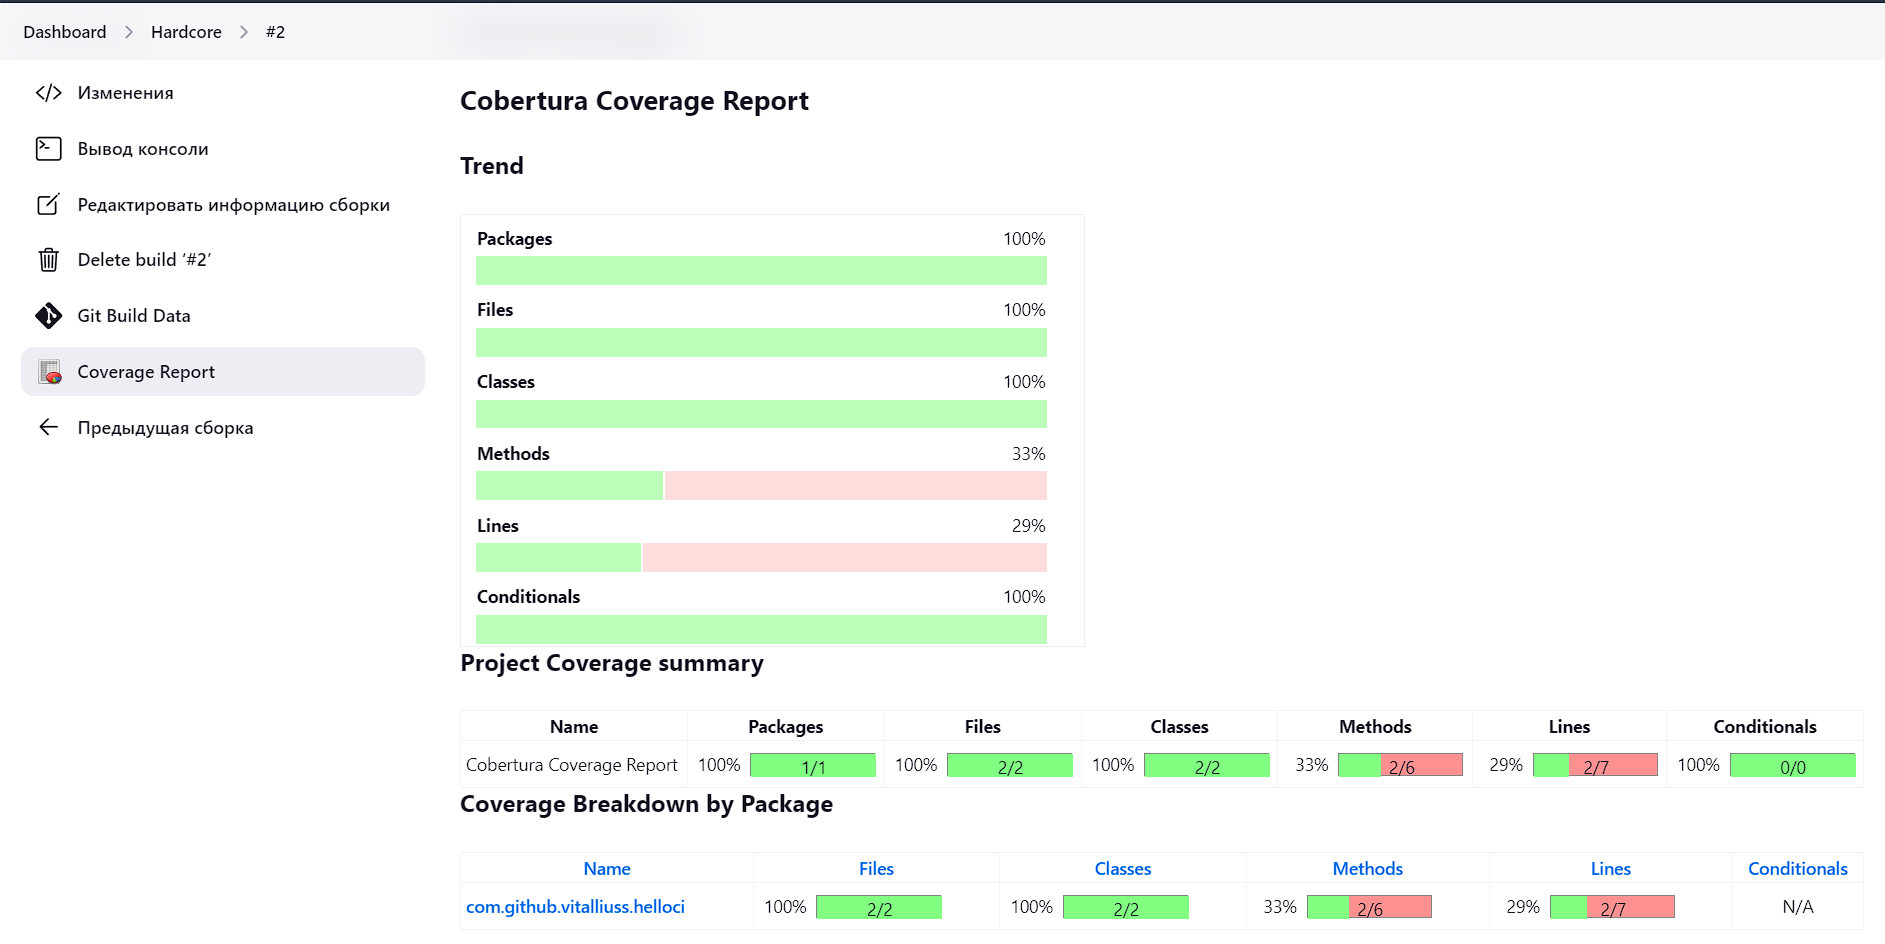 Dashboard > Hardcore > #2
Изменения
Вывод консоли
Редактировать информацию сборки
Delete build ‘#2’
Git Build Data
Coverage Report
Предыдущая сборка
Cobertura Coverage Report
Trend
Packages 100%
Files 100%
Classes 100%
Methods 33%
Lines 29%
Conditionals 100%
Project Coverage summary
Name Packages Files Classes Methods Lines Conditionals
Cobertura Coverage Report 100% 1/1 100% 2/2 100% 2/2 33% 2/6 29% 2/7 100% 0/0
Coverage Breakdown by Package
Name Files Classes Methods Lines Conditionals
com.github.vitalliuss.helloci 100% 2/2 100% 2/2 33% 2/6 29% 2/7 N/A